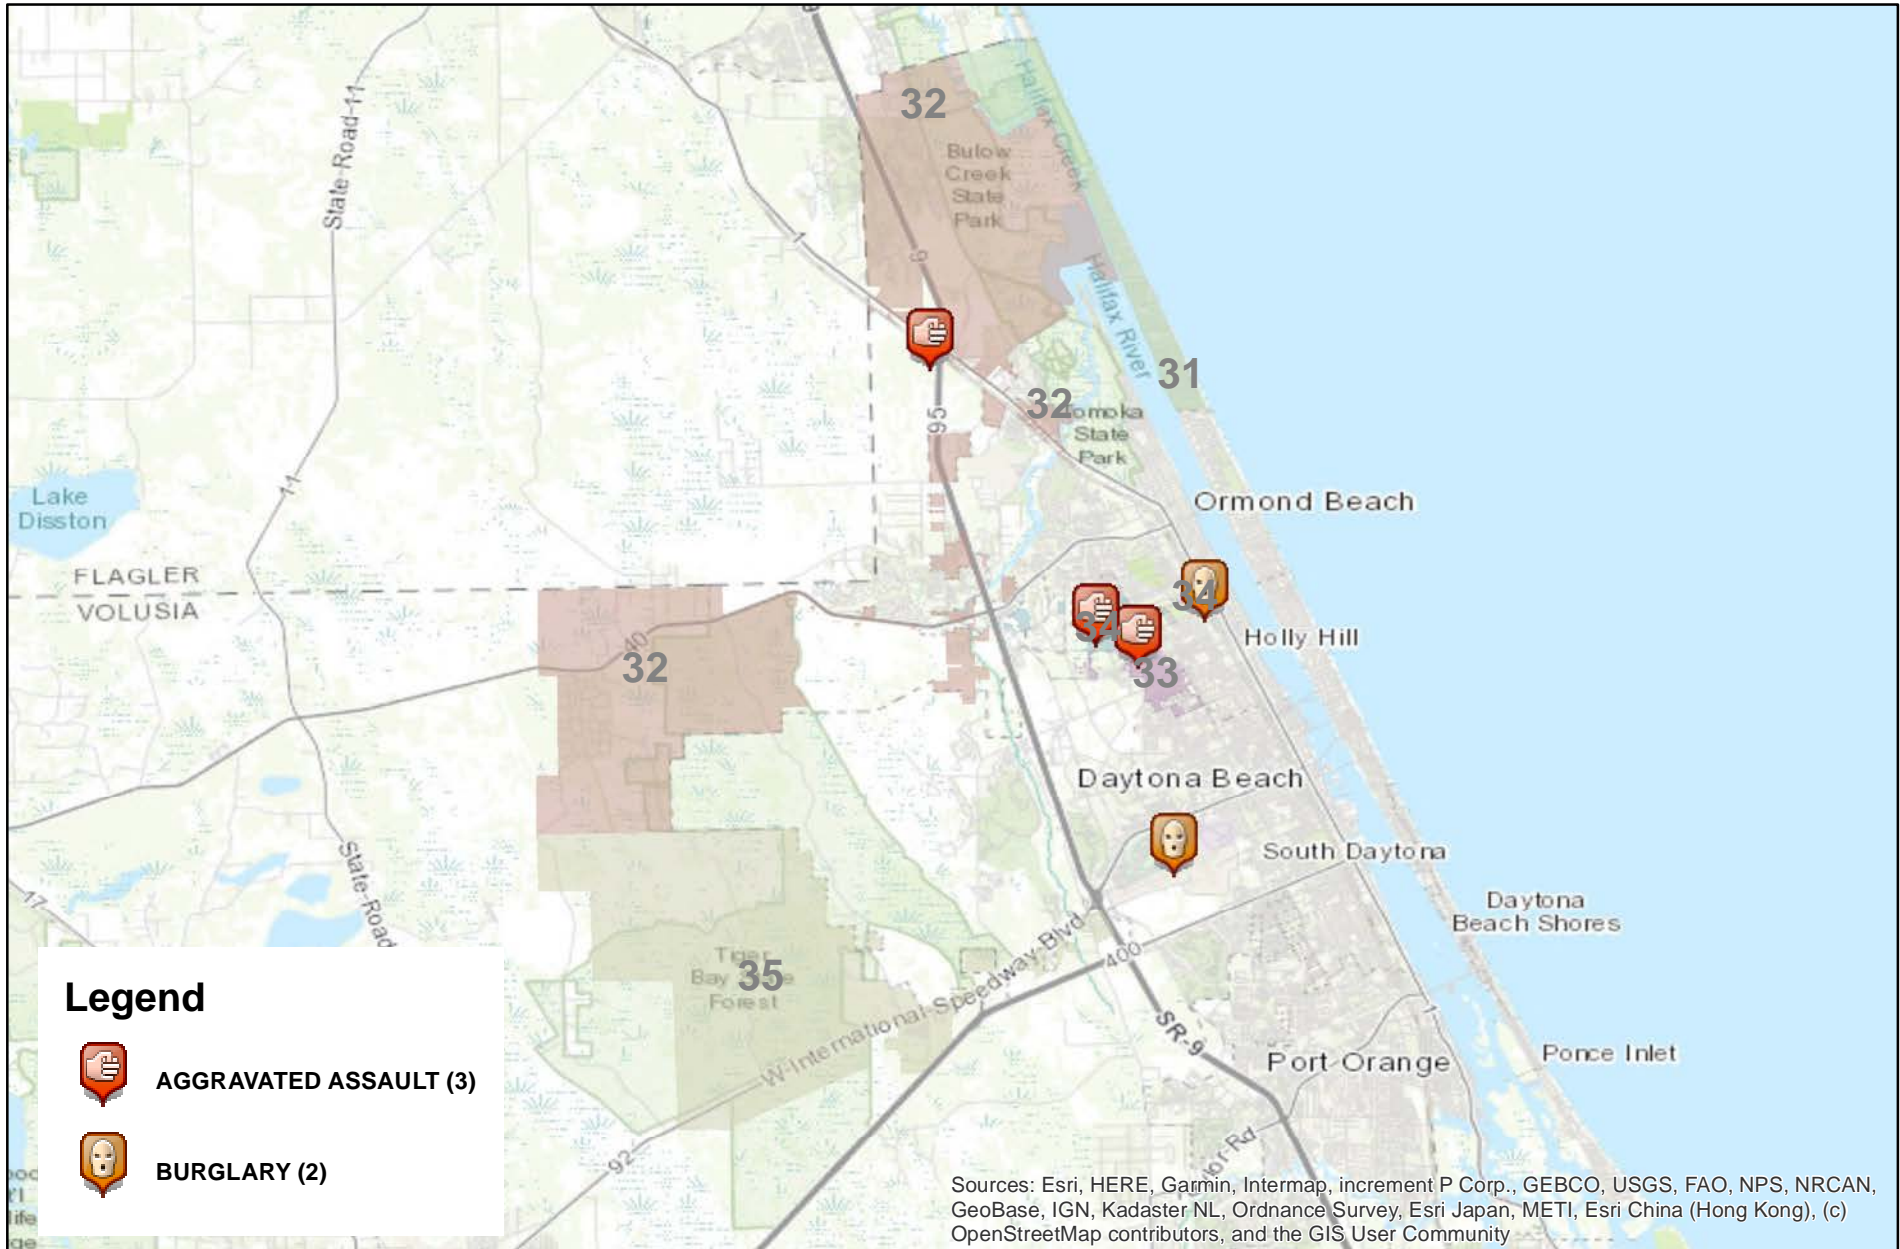 32
Halifax Creek
Bulow
Creek
State
Park
State-Road-11
1
Halifax River
31
32
State
Park
95
11
Lake
Disston
Ormond Beach
FLAGLER
VOLUSIA
34
34
Holly Hill
40
32
33
Daytona Beach
South Daytona
State-Road
17
Daytona
Beach Shores
Tiger
Bay
35
Forest
W-International-Speedway-Blvd
400
SR-9
1
Ponce Inlet
Port Orange
92
Legend
AGGRAVATED ASSAULT (3)
BURGLARY (2)
Sources: Esri, HERE, Garmin, Intermap, increment P Corp., GEBCO, USGS, FAO, NPS, NRCAN,
GeoBase, IGN, Kadaster NL, Ordnance Survey, Esri Japan, METI, Esri China (Hong Kong), (c)
OpenStreetMap contributors, and the GIS User Community